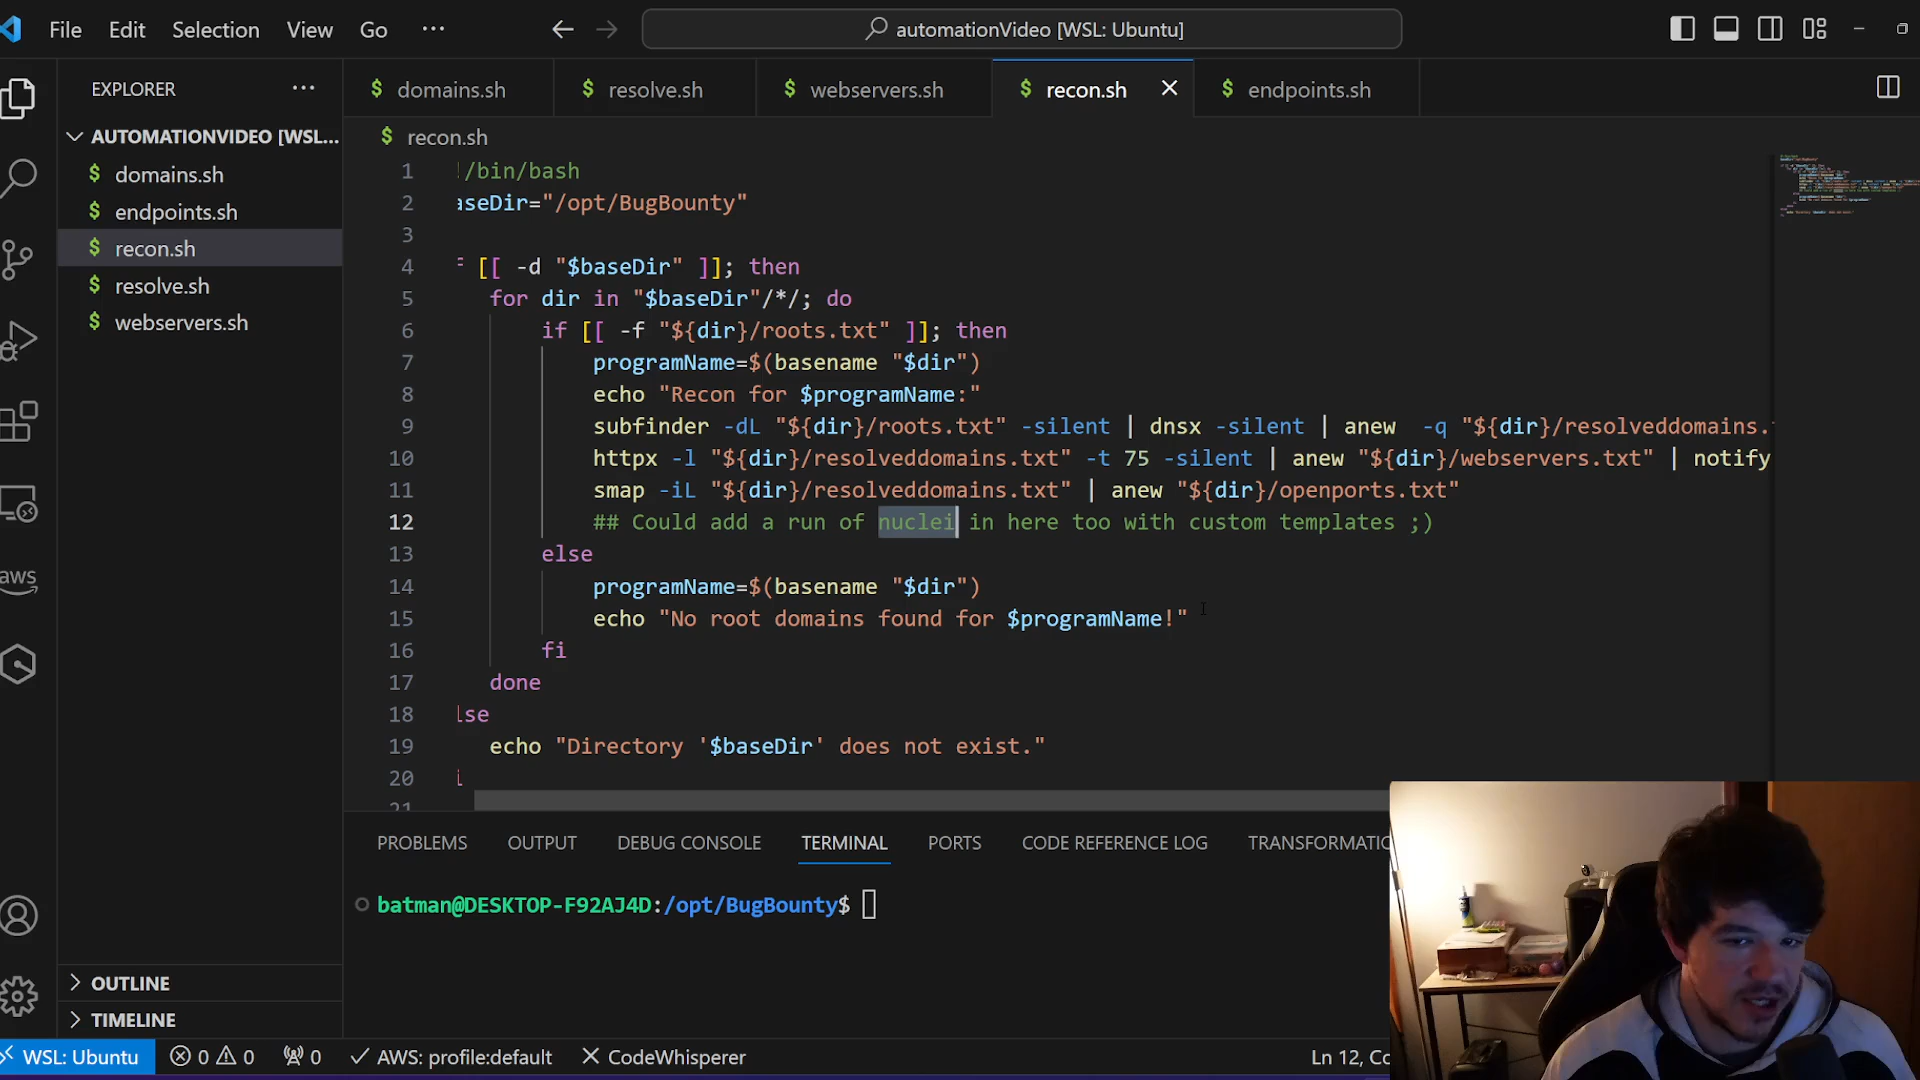 File Edit Selection View Go ··· automationVideo [WSL: Ubuntu]
EXPLORER ···
AUTOMATIONVIDEO [WSL...
domains.sh
endpoints.sh
recon.sh
resolve.sh
webservers.sh
OUTLINE
TIMELINE
aws
$ domains.sh $ resolve.sh $ webservers.sh $ recon.sh $ endpoints.sh
$ recon.sh
1 !/bin/bash
2 aseDir="/opt/BugBounty"
3
4 [[ -d "$baseDir" ]]; then
5 for dir in "$baseDir"/*/; do
6 if [[ -f "${dir}/roots.txt" ]]; then
7 programName=$(basename "$dir")
8 echo "Recon for $programName:"
9 subfinder -dL "${dir}/roots.txt" -silent | dnsx -silent | anew -q "${dir}/resolveddomains.
10 httpx -l "${dir}/resolveddomains.txt" -t 75 -silent | anew "${dir}/webservers.txt" | notify
11 smap -iL "${dir}/resolveddomains.txt" | anew "${dir}/openports.txt"
12 ## Could add a run of nuclei in here too with custom templates ;)
13 else
14 programName=$(basename "$dir")
15 echo "No root domains found for $programName!"
16 fi
17 done
18 lse
19 echo "Directory '$baseDir' does not exist."
20 i
21
PROBLEMS OUTPUT DEBUG CONSOLE TERMINAL PORTS CODE REFERENCE LOG TRANSFORMATIO
batman@DESKTOP-F92AJ4D:/opt/BugBounty$
WSL: Ubuntu 0 0 0 AWS: profile:default CodeWhisperer Ln 12, Co